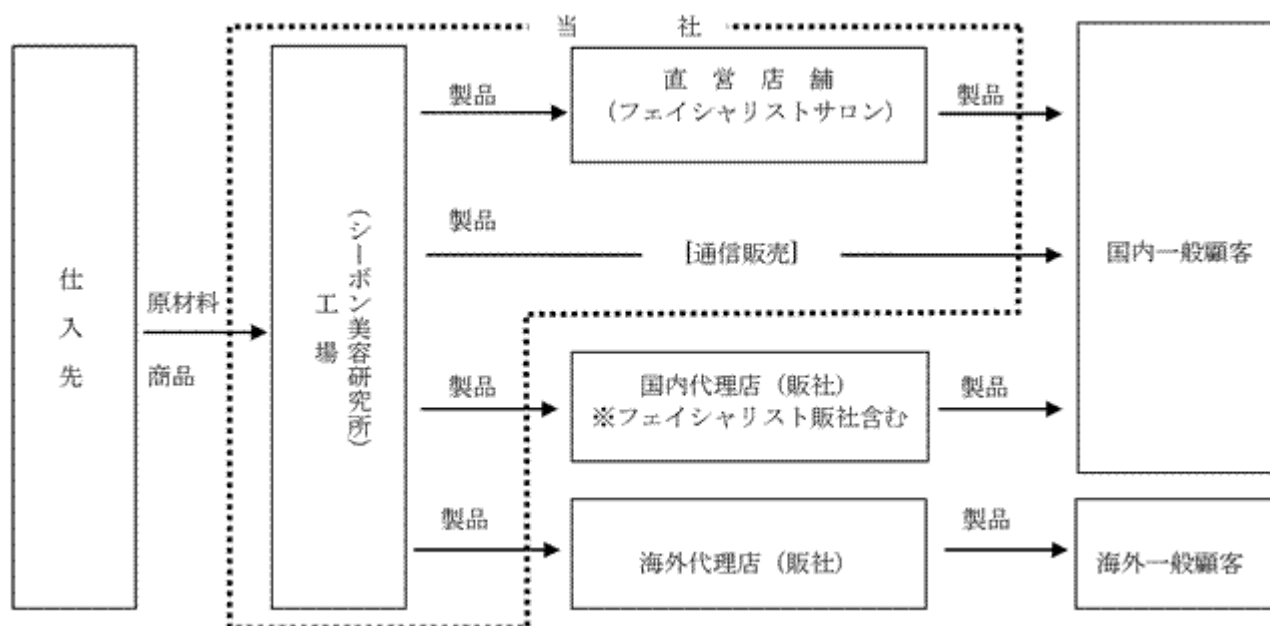 当 社
仕入先
原材料
商品
工場
(シーボン美容研究所)
製品
直 営 店 舗
(フェイシャリストサロン)
製品
製品
[通信販売]
国内一般顧客
製品
国内代理店（販社）
※フェイシャリスト販社含む
製品
製品
海外代理店（販社）
製品
海外一般顧客